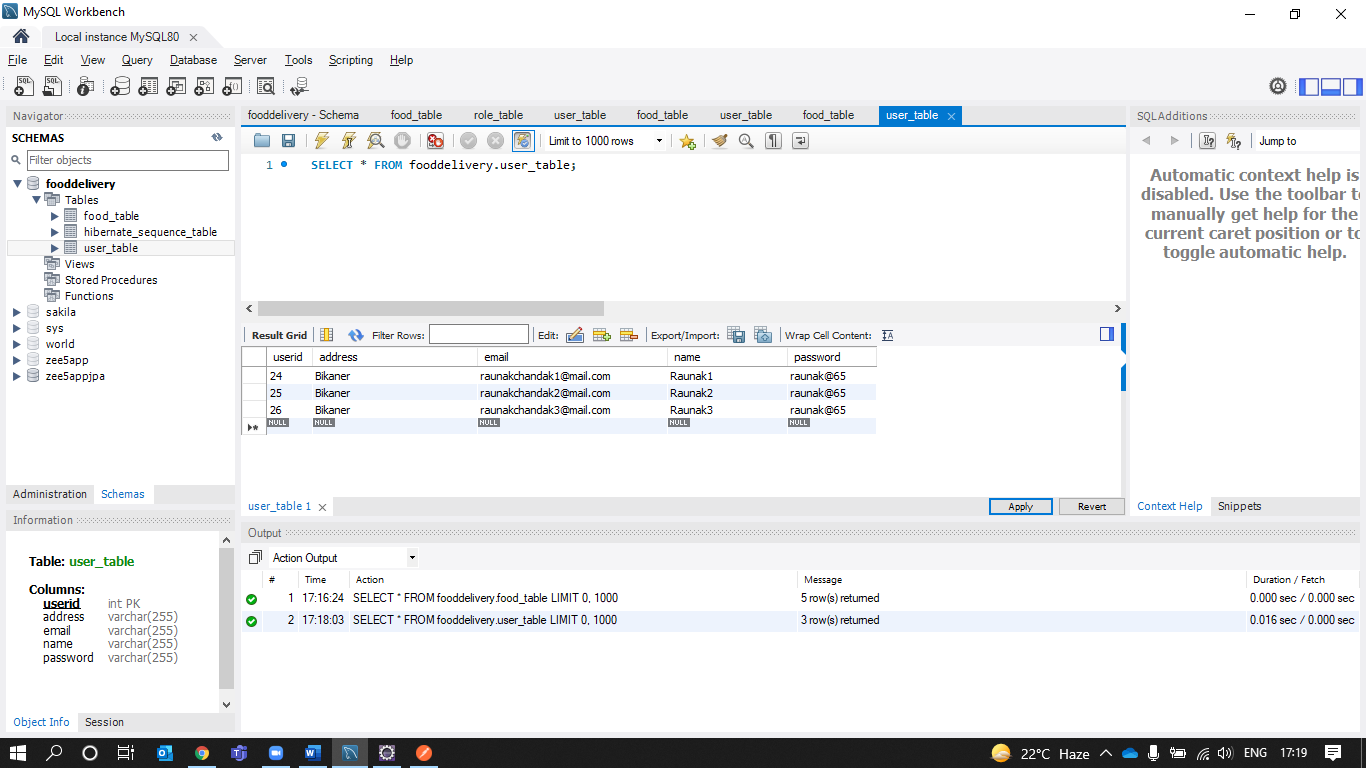 MySQL Workbench
Local instance MySQL80
File Edit View Query Database Server Tools Scripting Help
Navigator
SCHEMAS
Filter objects
fooddelivery
Tables
food_table
hibernate_sequence_table
user_table
Views
Stored Procedures
Functions
sakila
sys
world
zee5app
zee5appjpa
Administration Schemas
Information
Table: user_table
Columns:
userid int PK
address varchar(255)
email varchar(255)
name varchar(255)
password varchar(255)
Object Info Session
fooddelivery - Schema food_table role_table user_table food_table user_table food_table user_table
Limit to 1000 rows
1 SELECT * FROM fooddelivery.user_table;
Result Grid Filter Rows: Edit: Export/Import: Wrap Cell Content:
userid address email name password
24 Bikaner raunakchandak1@mail.com Raunak1 raunak@65
25 Bikaner raunakchandak2@mail.com Raunak2 raunak@65
26 Bikaner raunakchandak3@mail.com Raunak3 raunak@65
NULL NULL NULL NULL NULL
user_table 1 Apply Revert
Output
Action Output
# Time Action Message Duration / Fetch
1 17:16:24 SELECT * FROM fooddelivery.food_table LIMIT 0, 1000 5 row(s) returned 0.000 sec / 0.000 sec
2 17:18:03 SELECT * FROM fooddelivery.user_table LIMIT 0, 1000 3 row(s) returned 0.016 sec / 0.000 sec
SQLAdditions
Jump to
Automatic context help is
disabled. Use the toolbar to
manually get help for the
current caret position or to
toggle automatic help.
Context Help Snippets
22°C Haze ENG 17:19